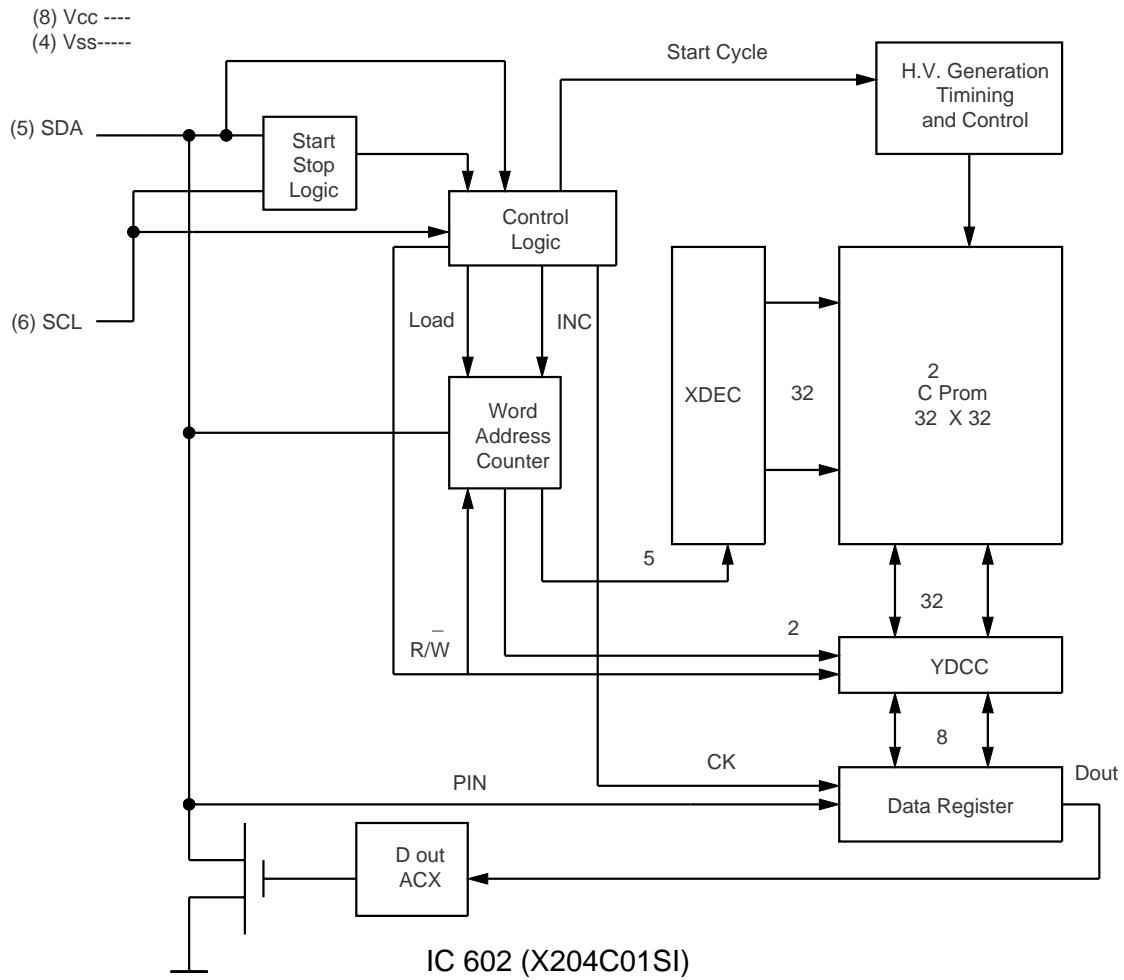 (8) Vcc ----
(4) Vss-----
Start Cycle
H.V. Generation
Timining
and Control
(5) SDA
Start
Stop
Logic
Control
Logic
(6) SCL
Load
INC
XDEC
32
2
C Prom
32 X 32
Word
Address
Counter
5
32
R/W̅
2
YDCC
8
CK
Dout
PIN
Data Register
D out
ACX
IC 602 (X204C01SI)